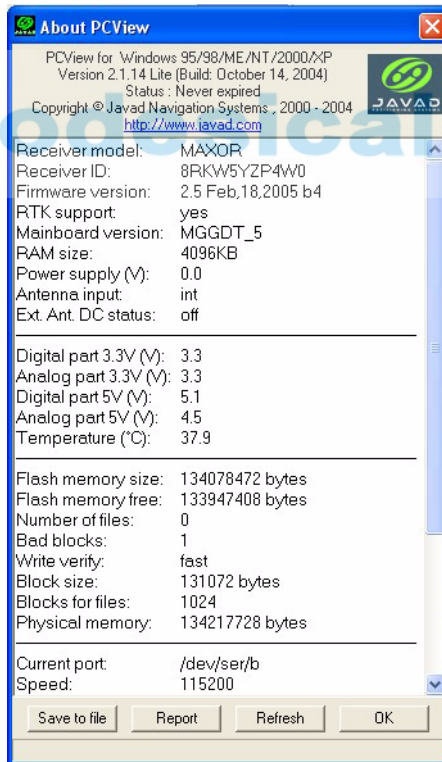 About PCView
PCView for Windows 95/98/ME/NT/2000/XP
Version 2.1.14 Lite (Build: October 14, 2004)
Status : Never expired
Copyright © Javad Navigation Systems , 2000 - 2004
http://www.javad.com
JAVAD
Receiver model: MAXOR
Receiver ID: 8RKW5YZP4W0
Firmware version: 2.5 Feb,18,2005 b4
RTK support: yes
Mainboard version: MGGDT_5
RAM size: 4096KB
Power supply (V): 0.0
Antenna input: int
Ext. Ant. DC status: off
Digital part 3.3V (V): 3.3
Analog part 3.3V (V): 3.3
Digital part 5V (V): 5.1
Analog part 5V (V): 4.5
Temperature (°C): 37.9
Flash memory size: 134078472 bytes
Flash memory free: 133947408 bytes
Number of files: 0
Bad blocks: 1
Write verify: fast
Block size: 131072 bytes
Blocks for files: 1024
Physical memory: 134217728 bytes
Current port: /dev/ser/b
Speed: 115200
Save to file Report Refresh OK